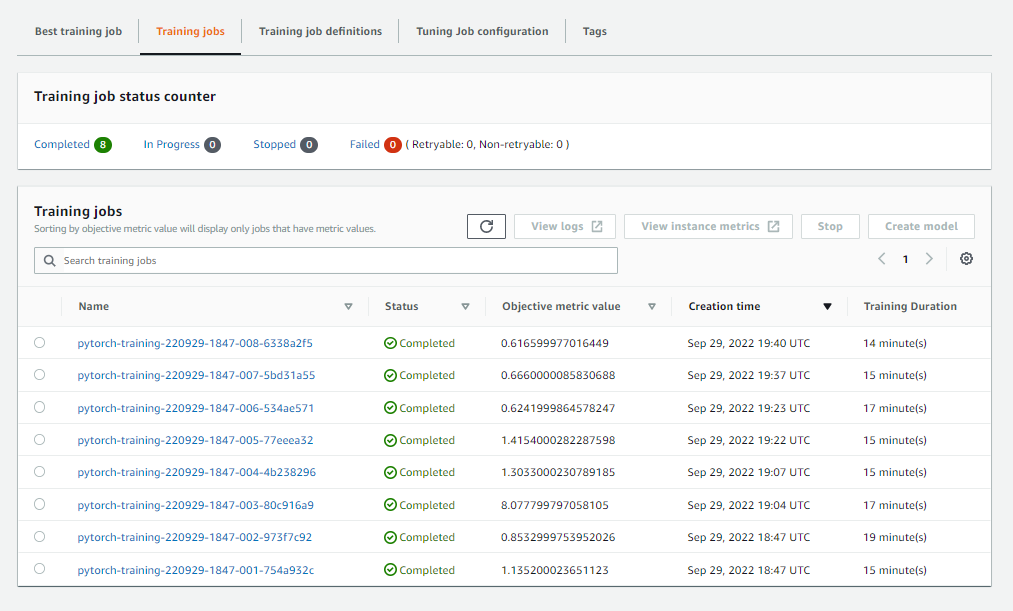 Best training job Training jobs Training job definitions Tuning Job configuration Tags
Training job status counter
Completed 8 In Progress 0 Stopped 0 Failed 0 ( Retryable: 0, Non-retryable: 0 )
Training jobs
Sorting by objective metric value will display only jobs that have metric values.
View logs View instance metrics Stop Create model
Search training jobs
1
Name Status Objective metric value Creation time Training Duration
pytorch-training-220929-1847-008-6338a2f5 Completed 0.616599977016449 Sep 29, 2022 19:40 UTC 14 minute(s)
pytorch-training-220929-1847-007-5bd31a55 Completed 0.6660000085830688 Sep 29, 2022 19:37 UTC 15 minute(s)
pytorch-training-220929-1847-006-534ae571 Completed 0.6241999864578247 Sep 29, 2022 19:23 UTC 17 minute(s)
pytorch-training-220929-1847-005-77eeea32 Completed 1.4154000282287598 Sep 29, 2022 19:22 UTC 15 minute(s)
pytorch-training-220929-1847-004-4b238296 Completed 1.3033000230789185 Sep 29, 2022 19:07 UTC 15 minute(s)
pytorch-training-220929-1847-003-80c916a9 Completed 8.077799797058105 Sep 29, 2022 19:04 UTC 17 minute(s)
pytorch-training-220929-1847-002-973f7c92 Completed 0.8532999753952026 Sep 29, 2022 18:47 UTC 19 minute(s)
pytorch-training-220929-1847-001-754a932c Completed 1.135200023651123 Sep 29, 2022 18:47 UTC 15 minute(s)